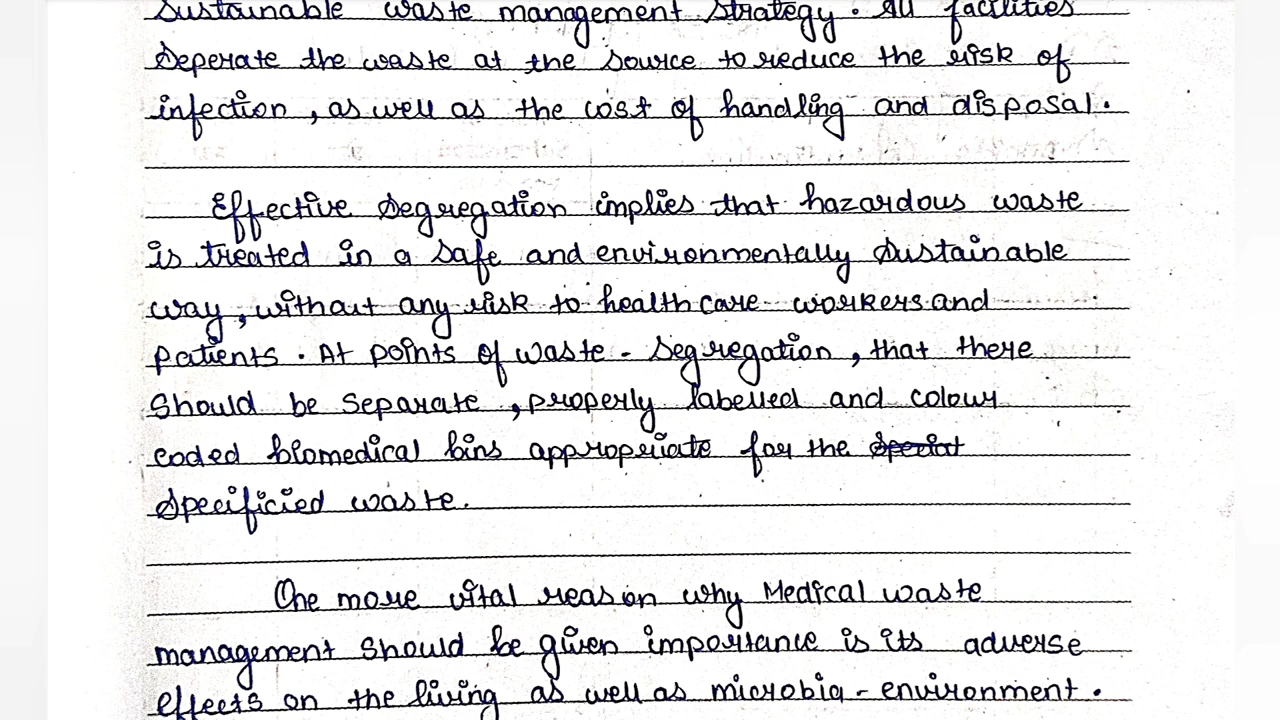 Sustainable waste management strategy. All facilities
Seperate the waste at the source to reduce the risk of
infection, as well as the cost of handling and disposal.
Effective Segregation implies that hazardous waste
is treated in a safe and environmentally sustainable
way, without any risk to health care workers and
patients. At points of waste - Segregation, that there
should be separate, properly labelled and colour
coded biomedical bins appropriate for the ~~special~~
specificied waste.
One more vital reason why Medical waste
management should be given importance is its adverse
effects on the living as well as microbia - environment.